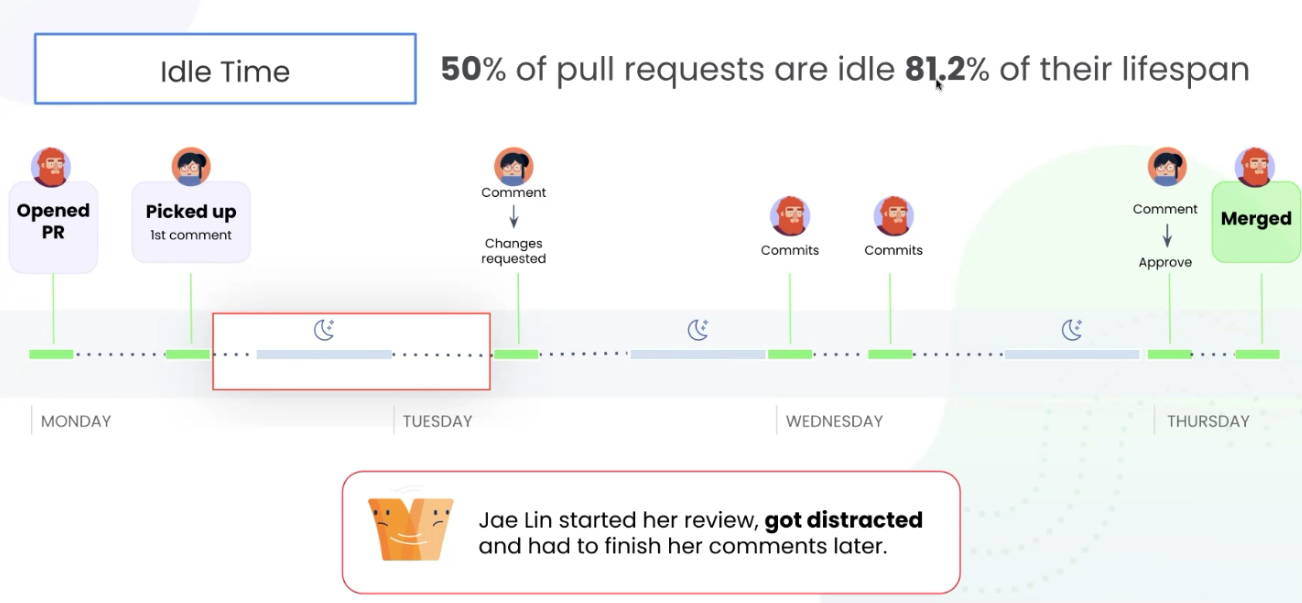 Idle Time
50% of pull requests are idle 81.2% of their lifespan
Opened
PR
Picked up
1st comment
Comment
Changes
requested
Commits
Commits
Comment
Approve
Merged
MONDAY
TUESDAY
WEDNESDAY
THURSDAY
Jae Lin started her review, got distracted
and had to finish her comments later.